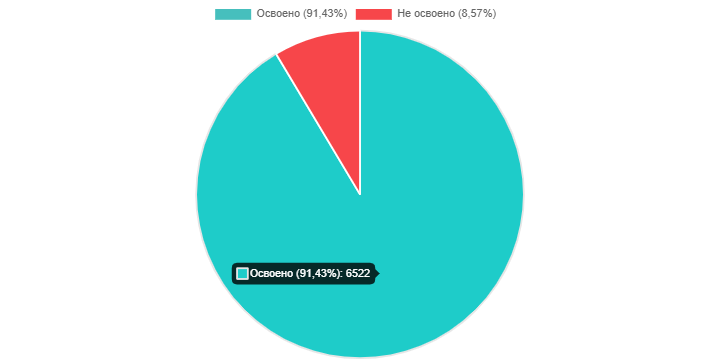 Освоено (91,43%) Не освоено (8,57%)
Освоено (91,43%): 6522